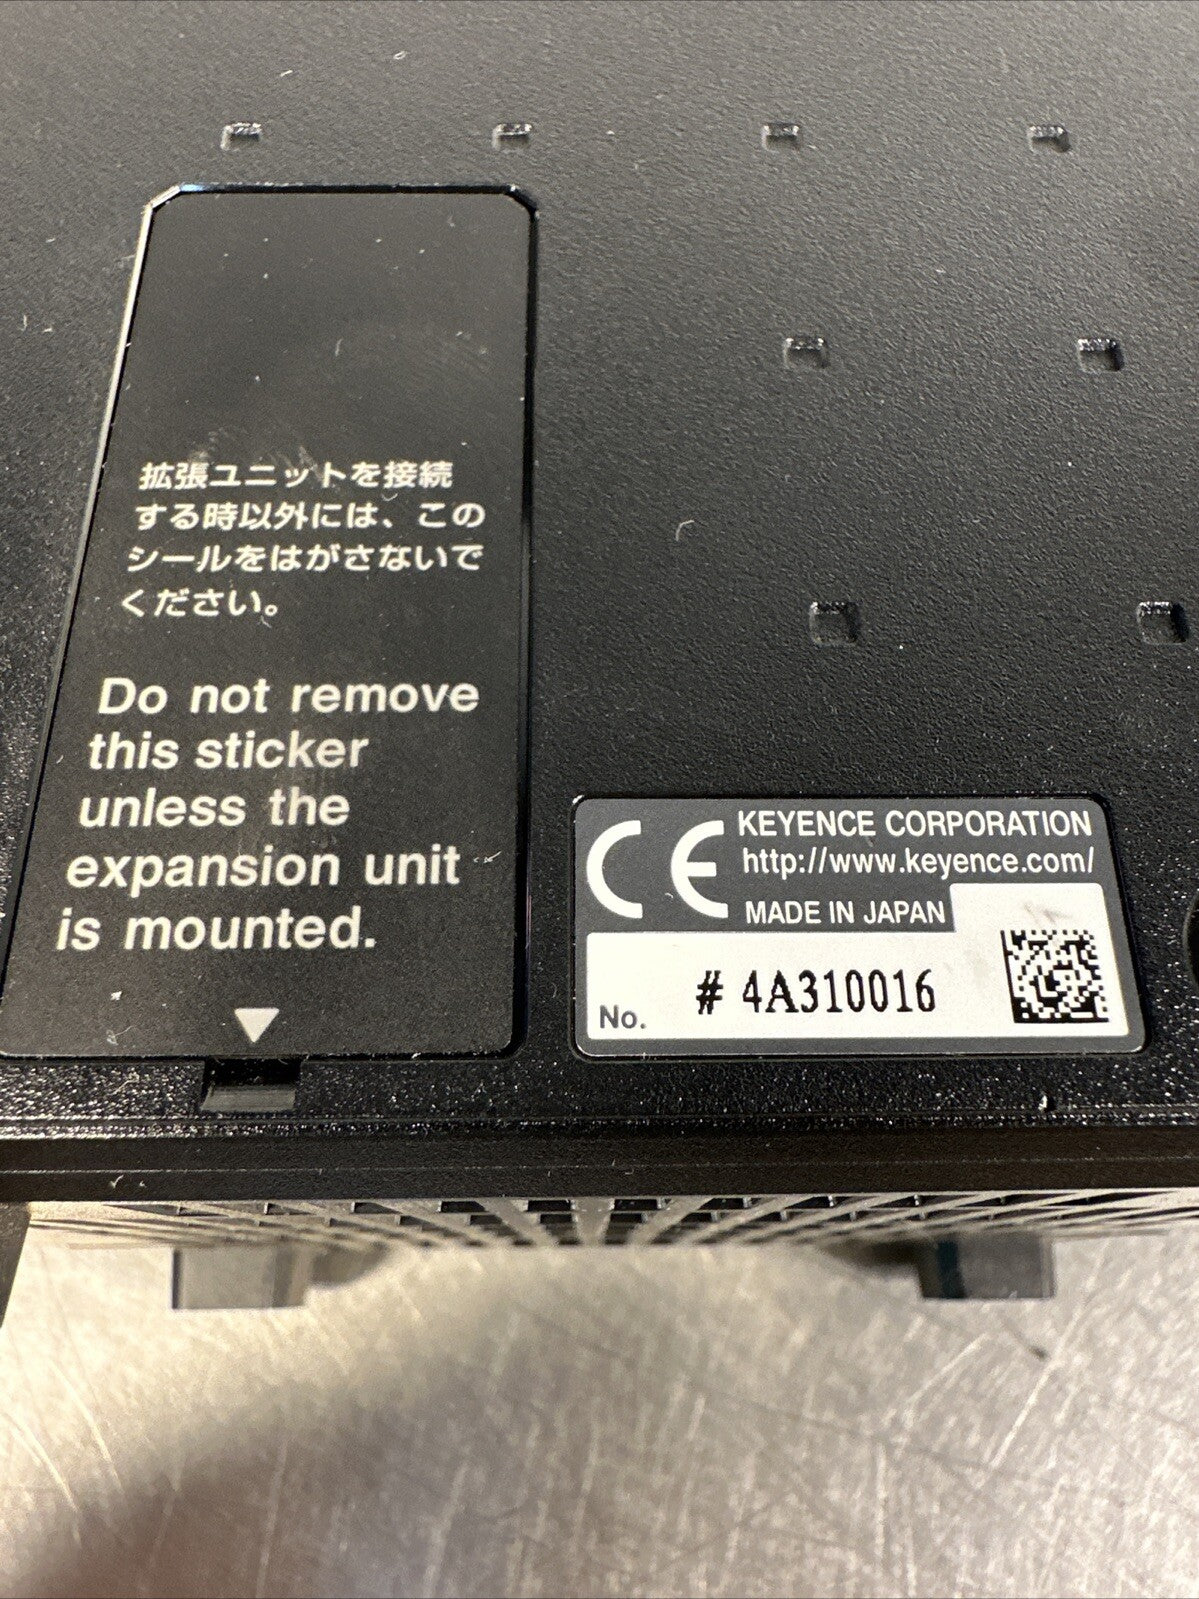 拡張ユニットを接続
する時以外には、この
シールをはがさないで
ください。
Do not remove
this sticker
unless the
expansion unit
is mounted.
CE KEYENCE CORPORATION
http://www.keyence.com/
MADE IN JAPAN
No. # 4A310016